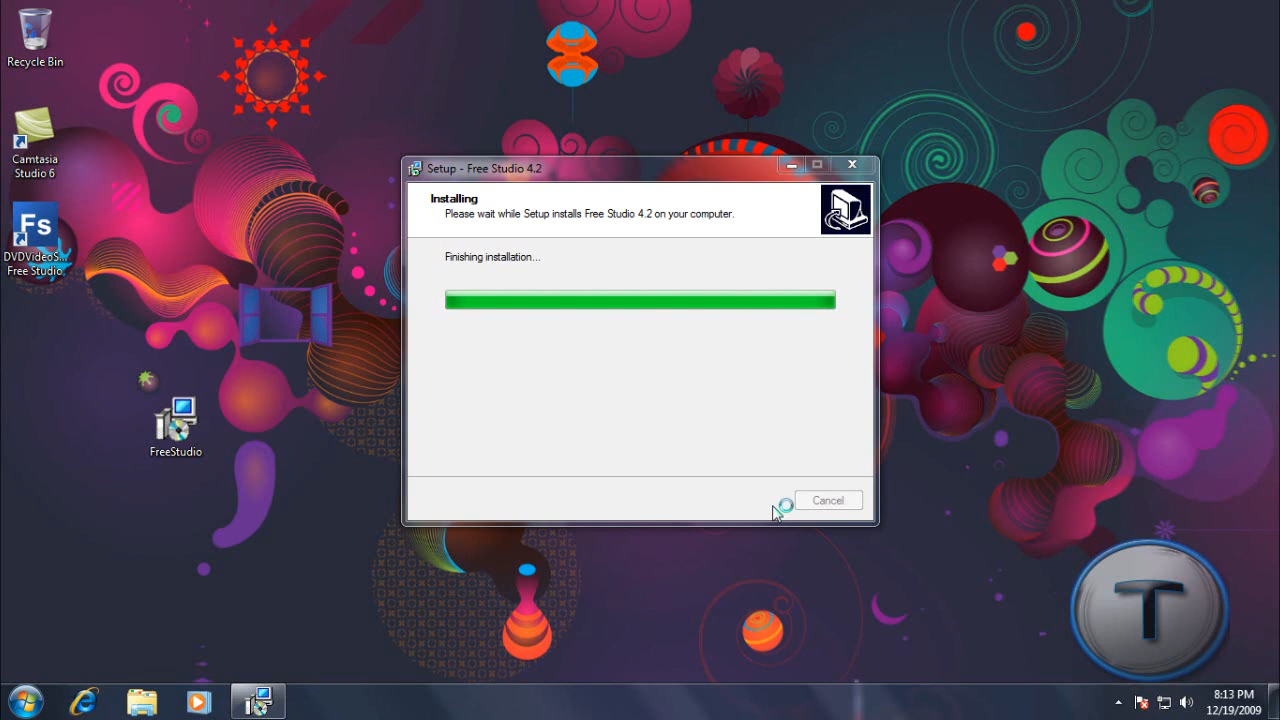 Recycle Bin
Camtasia
Studio 6
Fs
DVDVideoS...
Free Studio
FreeStudio
Setup - Free Studio 4.2
Installing
Please wait while Setup installs Free Studio 4.2 on your computer.
Finishing installation...
Cancel
T
8:13 PM
12/19/2009